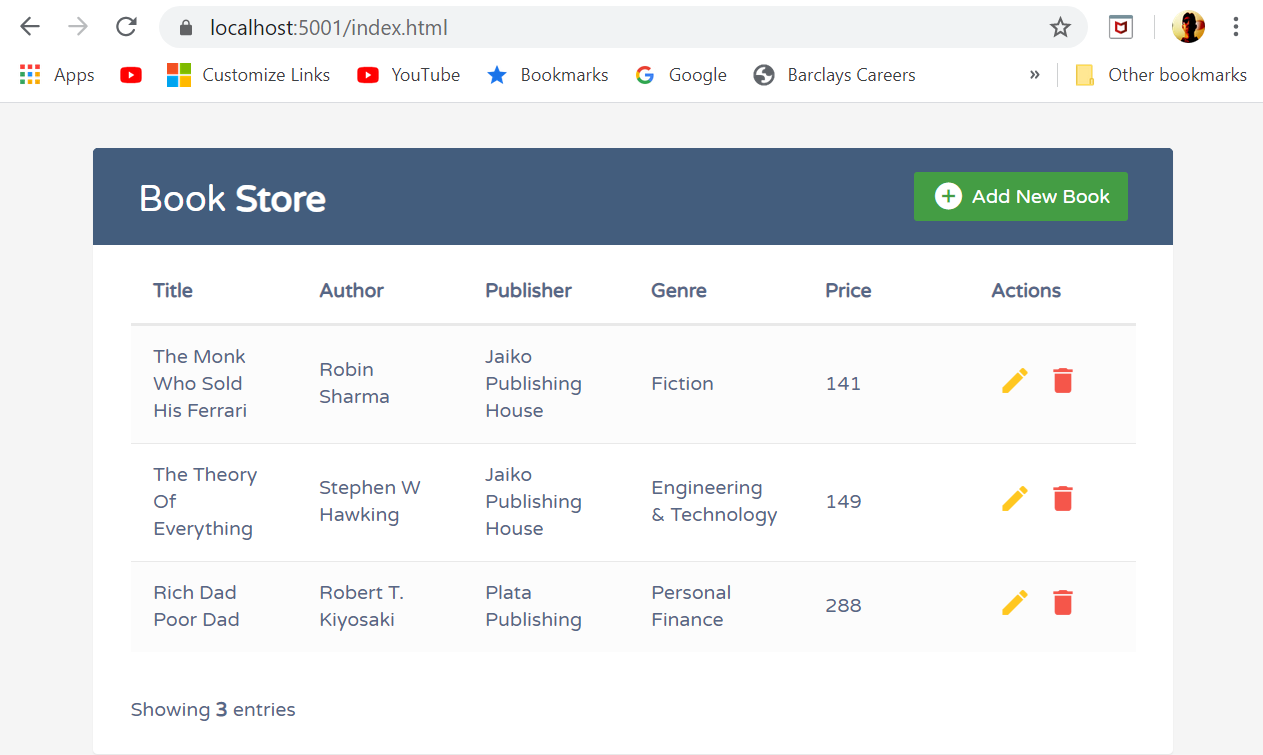 localhost:5001/index.html
Apps Customize Links YouTube Bookmarks Google Barclays Careers » Other bookmarks
Book Store
Add New Book
Title Author Publisher Genre Price Actions
The Monk
Who Sold
His Ferrari
Robin
Sharma
Jaiko
Publishing
House
Fiction
141
The Theory
Of
Everything
Stephen W
Hawking
Jaiko
Publishing
House
Engineering
& Technology
149
Rich Dad
Poor Dad
Robert T.
Kiyosaki
Plata
Publishing
Personal
Finance
288
Showing 3 entries